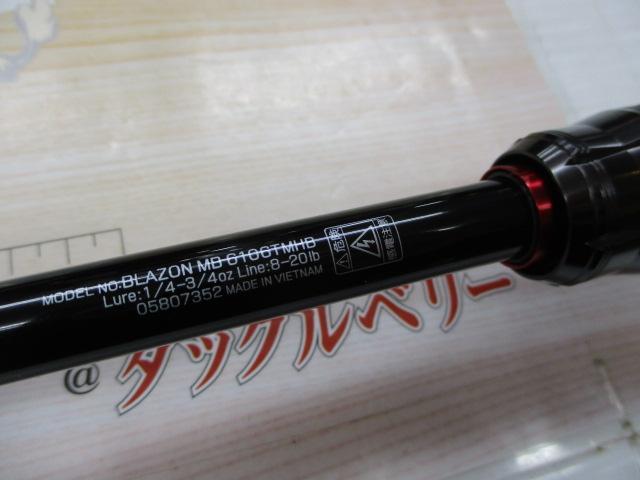 MODEL NO:BLAZON MB 6106TMHB
Lure:1/4-3/4oz Line:8-20lb
05807352 MADE IN VIETNAM
危険
感電注意
@タックルベリー